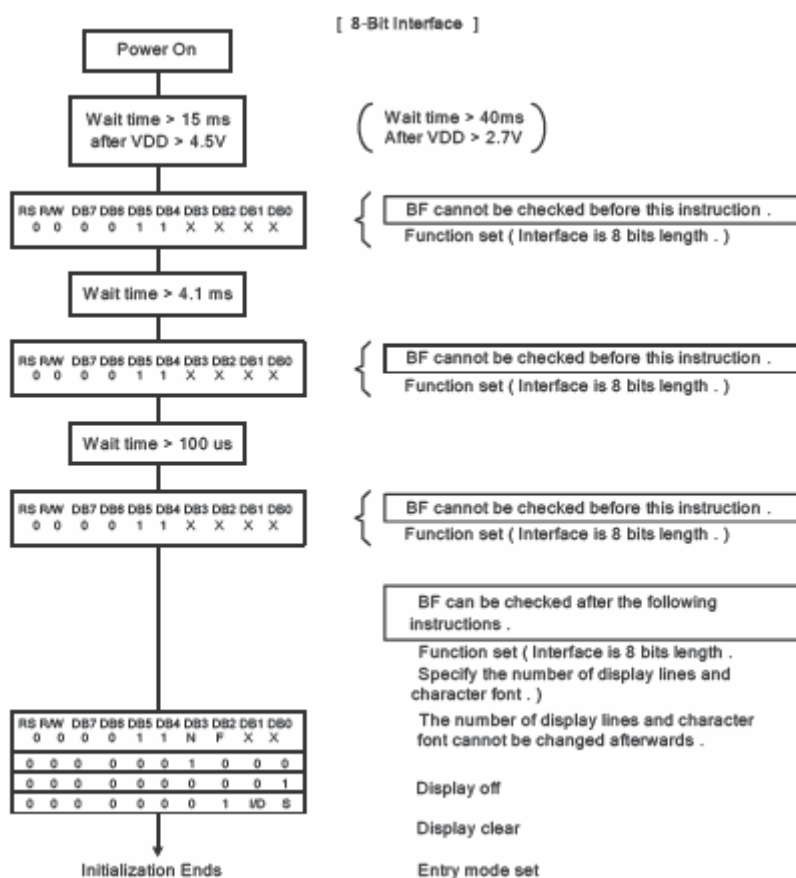 [ 8-Bit Interface ]
Power On
Wait time > 15 ms
after VDD > 4.5V
Wait time > 40ms
After VDD > 2.7V
RS R/W DB7 DB6 DB5 DB4 DB3 DB2 DB1 DB0
0 0 0 0 1 1 X X X X
BF cannot be checked before this instruction .
Function set ( Interface is 8 bits length . )
Wait time > 4.1 ms
RS R/W DB7 DB6 DB5 DB4 DB3 DB2 DB1 DB0
0 0 0 0 1 1 X X X X
BF cannot be checked before this instruction .
Function set ( Interface is 8 bits length . )
Wait time > 100 us
RS R/W DB7 DB6 DB5 DB4 DB3 DB2 DB1 DB0
0 0 0 0 1 1 X X X X
BF cannot be checked before this instruction .
Function set ( Interface is 8 bits length . )
BF can be checked after the following
instructions .
Function set ( Interface is 8 bits length .
Specify the number of display lines and
character font . )
RS R/W DB7 DB6 DB5 DB4 DB3 DB2 DB1 DB0
0 0 0 0 1 1 N F X X
The number of display lines and character
font cannot be changed afterwards .
0 0 0 0 0 0 1 0 0 0
Display off
0 0 0 0 0 0 0 0 0 1
Display clear
0 0 0 0 0 0 0 1 I/D S
Initialization Ends
Entry mode set